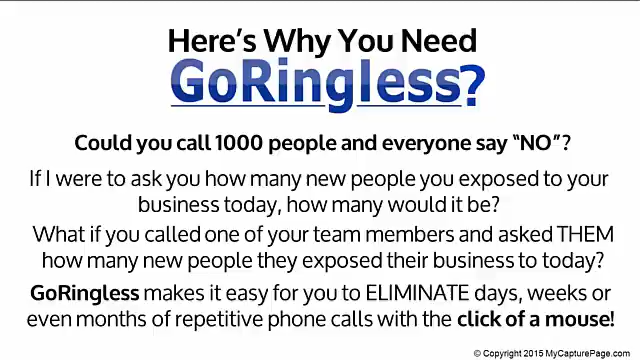 Here's Why You Need
GoRingless?
Could you call 1000 people and everyone say “NO”?
If I were to ask you how many new people you exposed to your
business today, how many would it be?
What if you called one of your team members and asked THEM
how many new people they exposed their business to today?
GoRingless makes it easy for you to ELIMINATE days, weeks or
even months of repetitive phone calls with the click of a mouse!
© Copyright 2015 MyCapturePage.com